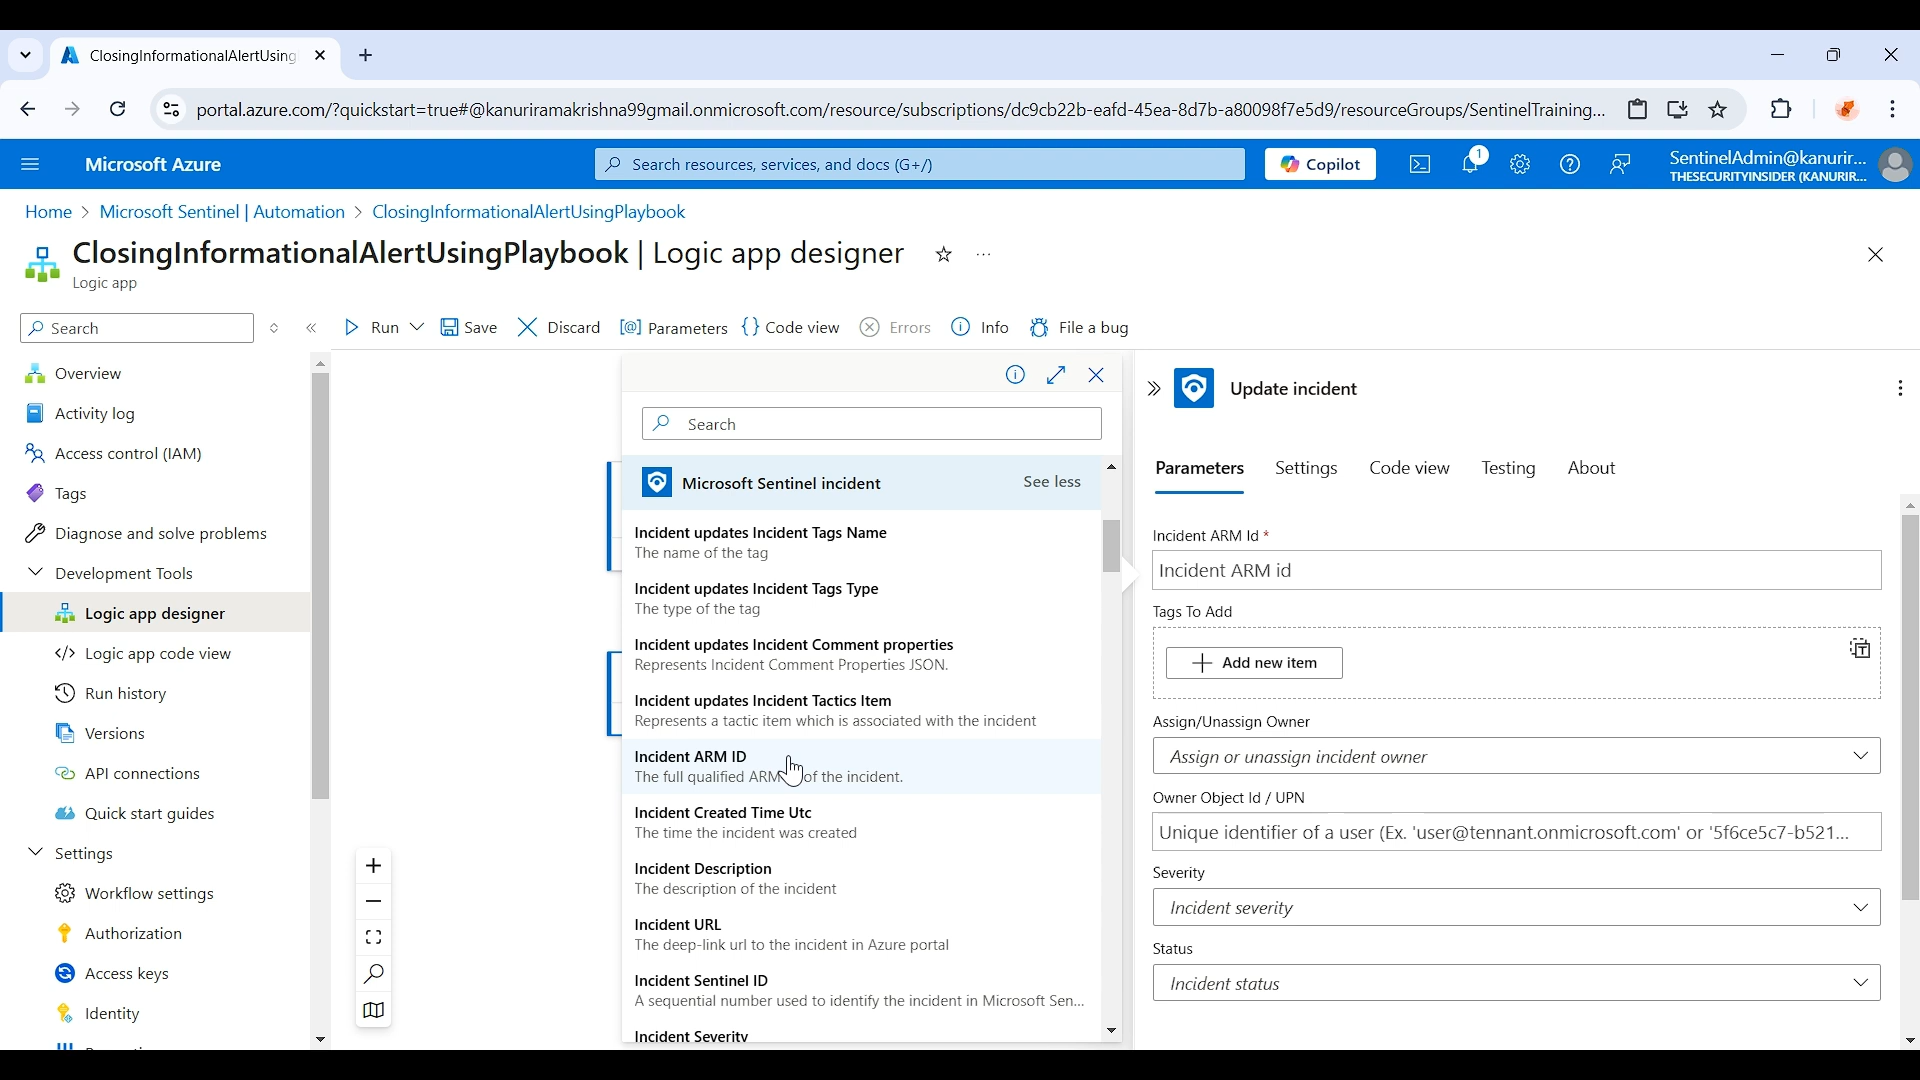 ClosingInformationalAlertUsing
portal.azure.com/?quickstart=true#@kanuriramakrishna99gmail.onmicrosoft.com/resource/subscriptions/dc9cb22b-eafd-45ea-8d7b-a80098f7e5d9/resourceGroups/SentinelTraining...
Microsoft Azure
Search resources, services, and docs (G+/)
Copilot
1
SentinelAdmin@kanurir...
THESECURITYINSIDER (KANURIR...
Home > Microsoft Sentinel | Automation > ClosingInformationalAlertUsingPlaybook
ClosingInformationalAlertUsingPlaybook | Logic app designer
Logic app
Search
Run
Save
Discard
Parameters
Code view
Errors
Info
File a bug
Overview
Activity log
Access control (IAM)
Tags
Diagnose and solve problems
Development Tools
Logic app designer
Logic app code view
Run history
Versions
API connections
Quick start guides
Settings
Workflow settings
Authorization
Access keys
Identity
Search
Microsoft Sentinel incident
See less
Incident updates Incident Tags Name
The name of the tag
Incident updates Incident Tags Type
The type of the tag
Incident updates Incident Comment properties
Represents Incident Comment Properties JSON.
Incident updates Incident Tactics Item
Represents a tactic item which is associated with the incident
Incident ARM ID
The full qualified ARM of the incident.
Incident Created Time Utc
The time the incident was created
Incident Description
The description of the incident
Incident URL
The deep-link url to the incident in Azure portal
Incident Sentinel ID
A sequential number used to identify the incident in Microsoft Sen...
Incident Severity
Update incident
Parameters
Settings
Code view
Testing
About
Incident ARM Id *
Incident ARM id
Tags To Add
Add new item
Assign/Unassign Owner
Assign or unassign incident owner
Owner Object Id / UPN
Unique identifier of a user (Ex. 'user@tennant.onmicrosoft.com' or '5f6ce5c7-b521...
Severity
Incident severity
Status
Incident status